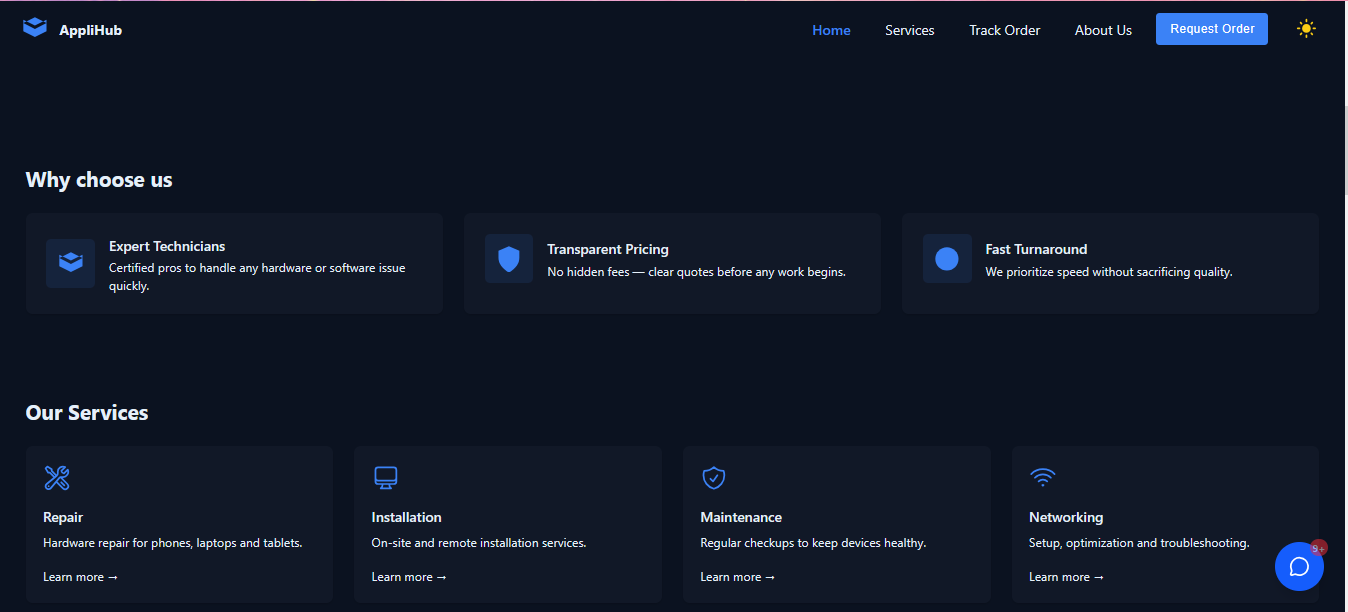 AppliHub
Home
Services
Track Order
About Us
Request Order
Why choose us
Expert Technicians
Certified pros to handle any hardware or software issue
quickly.
Transparent Pricing
No hidden fees — clear quotes before any work begins.
Fast Turnaround
We prioritize speed without sacrificing quality.
Our Services
Repair
Hardware repair for phones, laptops and tablets.
Learn more →
Installation
On-site and remote installation services.
Learn more →
Maintenance
Regular checkups to keep devices healthy.
Learn more →
Networking
Setup, optimization and troubleshooting.
Learn more →
9+